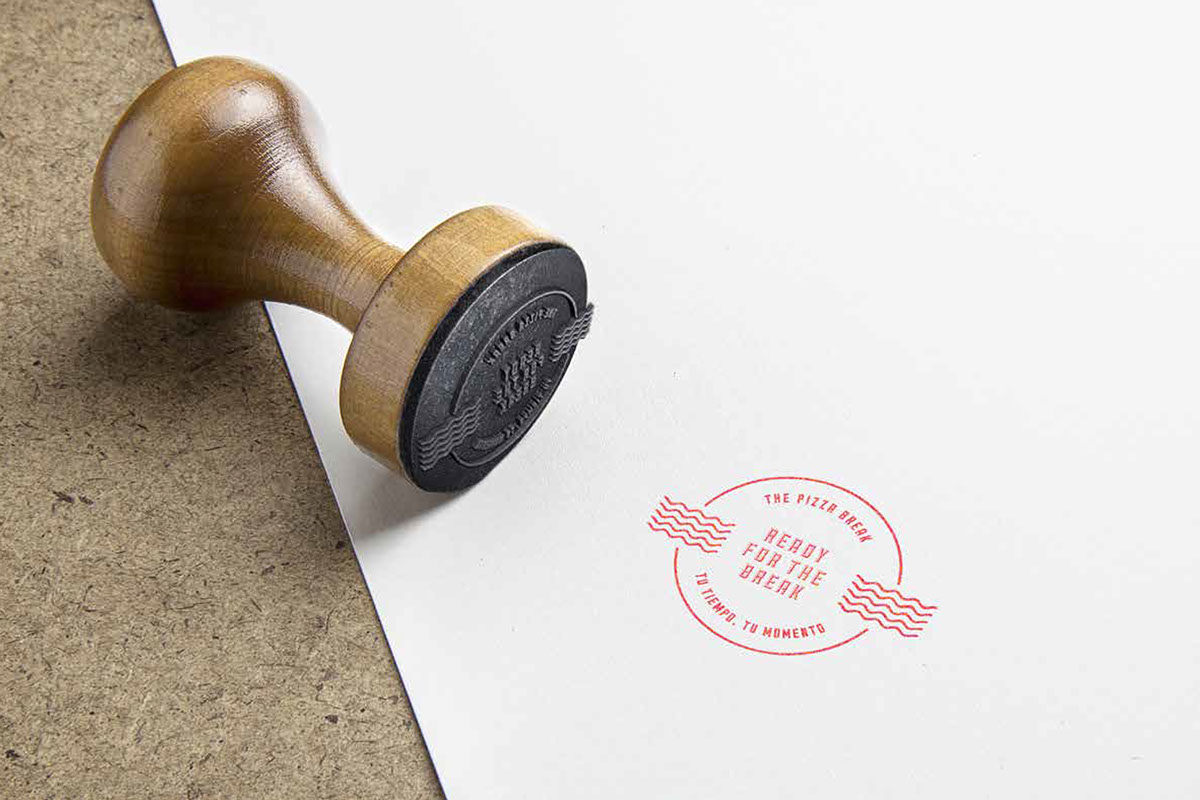 THE PIZZA BREAK
READY
FOR THE
BREAK
TU TIEMPO, TU MOMENTO